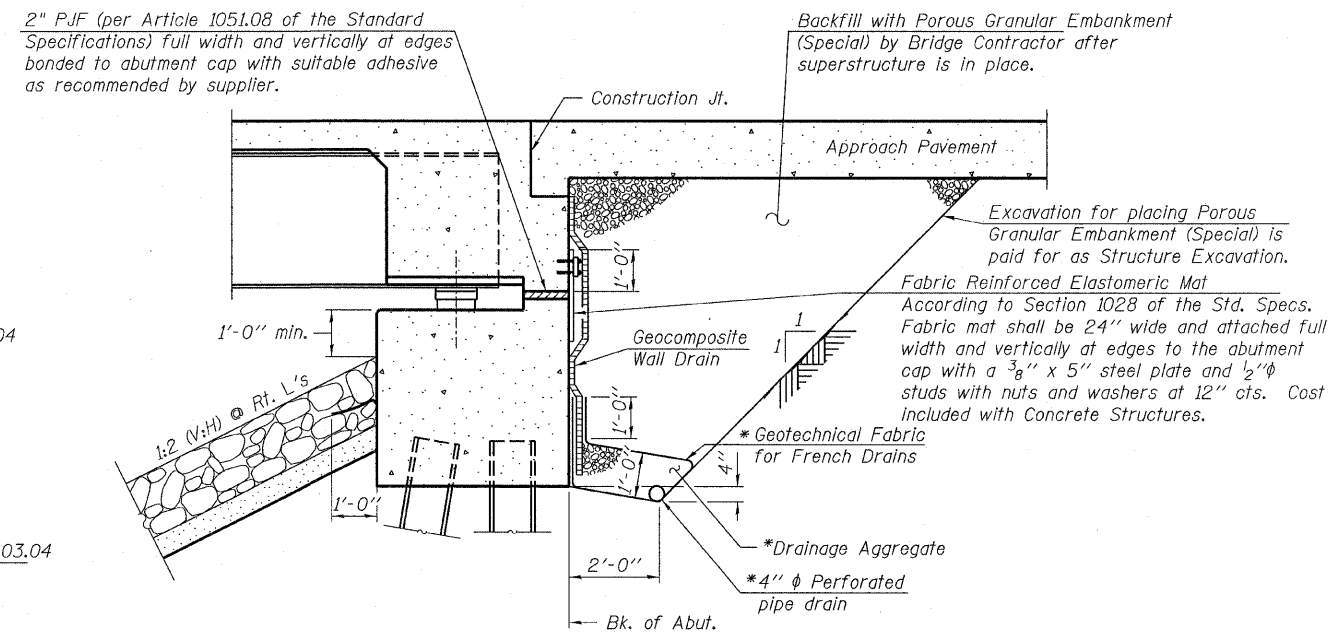 2" PJF (per Article 1051.08 of the Standard
Specifications) full width and vertically at edges
bonded to abutment cap with suitable adhesive
as recommended by supplier.
Backfill with Porous Granular Embankment
(Special) by Bridge Contractor after
superstructure is in place.
Construction Jt.
Approach Pavement
Excavation for placing Porous
Granular Embankment (Special) is
paid for as Structure Excavation.
1'-0"
Fabric Reinforced Elastomeric Mat
According to Section 1028 of the Std. Specs.
Fabric mat shall be 24" wide and attached full
width and vertically at edges to the abutment
cap with a 3/8" x 5" steel plate and 1/2"ϕ
studs with nuts and washers at 12" cts. Cost
included with Concrete Structures.
1
1
04
1'-0" min.
Geocomposite
Wall Drain
1:2 (V:H) @ Rt. L's
1'-0"
* Geotechnical Fabric
for French Drains
1'-0"
4"
1'-0"
03.04
*Drainage Aggregate
2'-0"
*4" ϕ Perforated
pipe drain
Bk. of Abut.